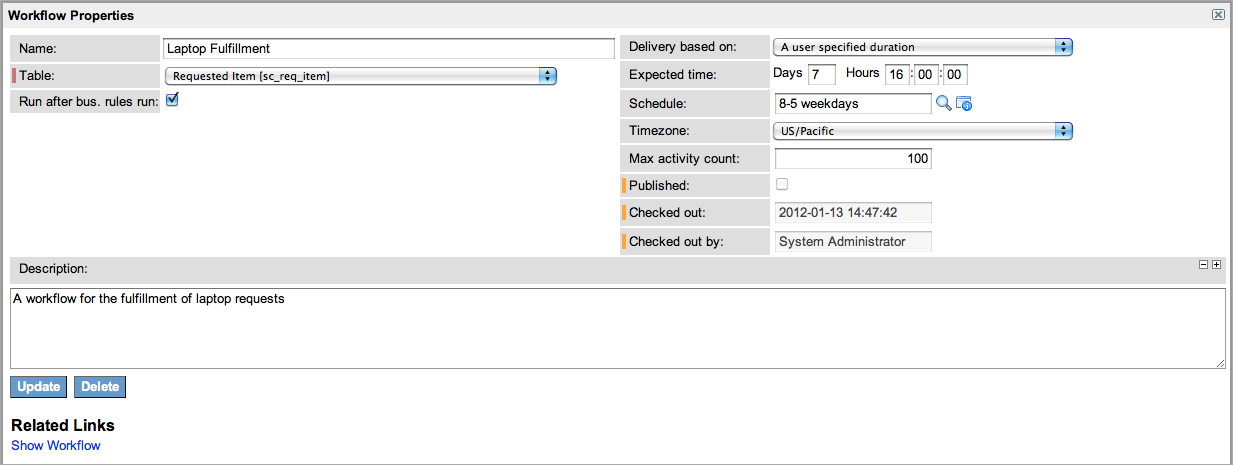 Workflow Properties
Name: Laptop Fulfillment
Table: Requested Item [sc_req_item]
Run after bus. rules run:
Delivery based on: A user specified duration
Expected time: Days 7 Hours 16 : 00 : 00
Schedule: 8-5 weekdays
Timezone: US/Pacific
Max activity count: 100
Published:
Checked out: 2012-01-13 14:47:42
Checked out by: System Administrator
Description:
A workflow for the fulfillment of laptop requests
Update Delete
Related Links
Show Workflow